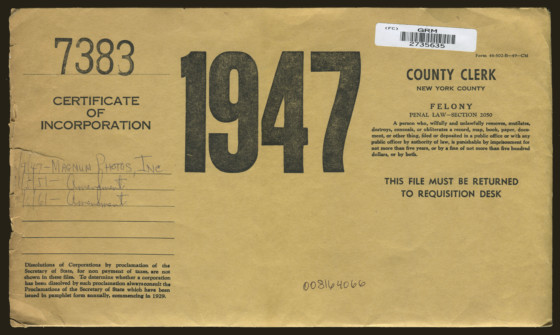 7383
CERTIFICATE
OF
INCORPORATION
1947
(FC)
GRM
2735635
COUNTY CLERK
NEW YORK COUNTY
FELONY
PENAL LAW—SECTION 2050
A person who, wilfully and unlawfully removes, mutilates,
destroys, conceals, or obliterates a record, map, book, paper, docu-
ment, or other thing, filed or deposited in a public office or with any
public officer by authority of law, is punishable by imprisonment for
not more than five years, or by a fine of not more than five hundred
dollars, or by both.
THIS FILE MUST BE RETURNED
TO REQUISITION DESK
47—MAGNUM PHOTOS, INC
Amendment
Amendment
Dissolutions of Corporations by proclamation of the
Secretary of State, for non payment of taxes, are not
shown in these files. To determine whether a corporation
has been dissolved by such proclamation always consult the
Proclamations of the Secretary of State which have been
issued in pamphlet form annually, commencing in 1926.
003164066